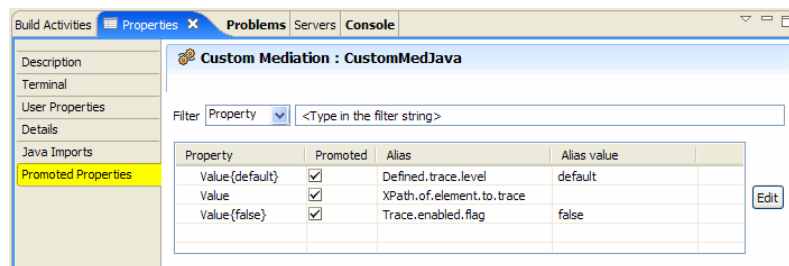 Build Activities Properties Problems Servers Console
Custom Mediation : CustomMedJava
Description
Terminal
User Properties
Details
Java Imports
Promoted Properties
Filter Property <Type in the filter string>
Property Promoted Alias Alias value
Value{default} Defined.trace.level default
Value XPath.of.element.to.trace
Value{false} Trace.enabled.flag false
Edit